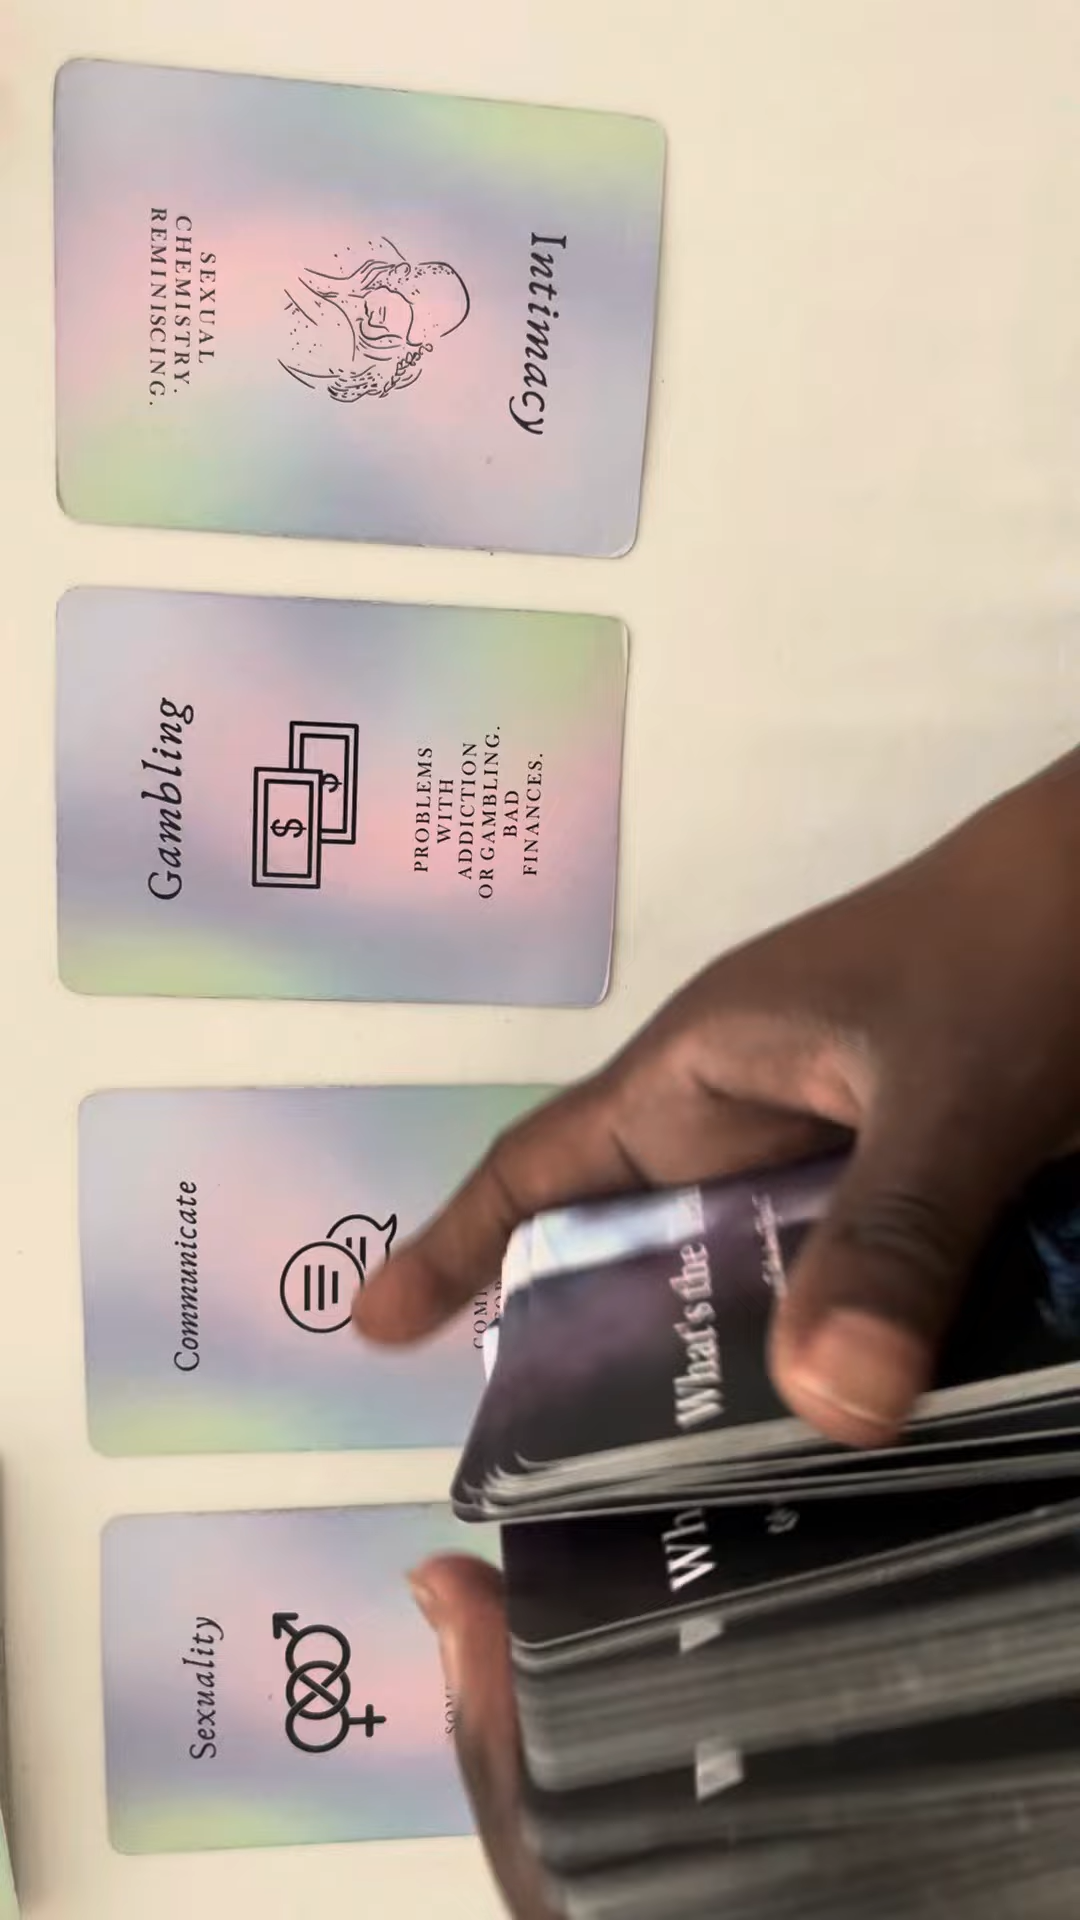 Intimacy
SEXUAL
CHEMISTRY.
REMINISCING.
Gambling
$
$
PROBLEMS
WITH
ADDICTION
OR GAMBLING.
BAD
FINANCES.
Communicate
Sexuality
What's the